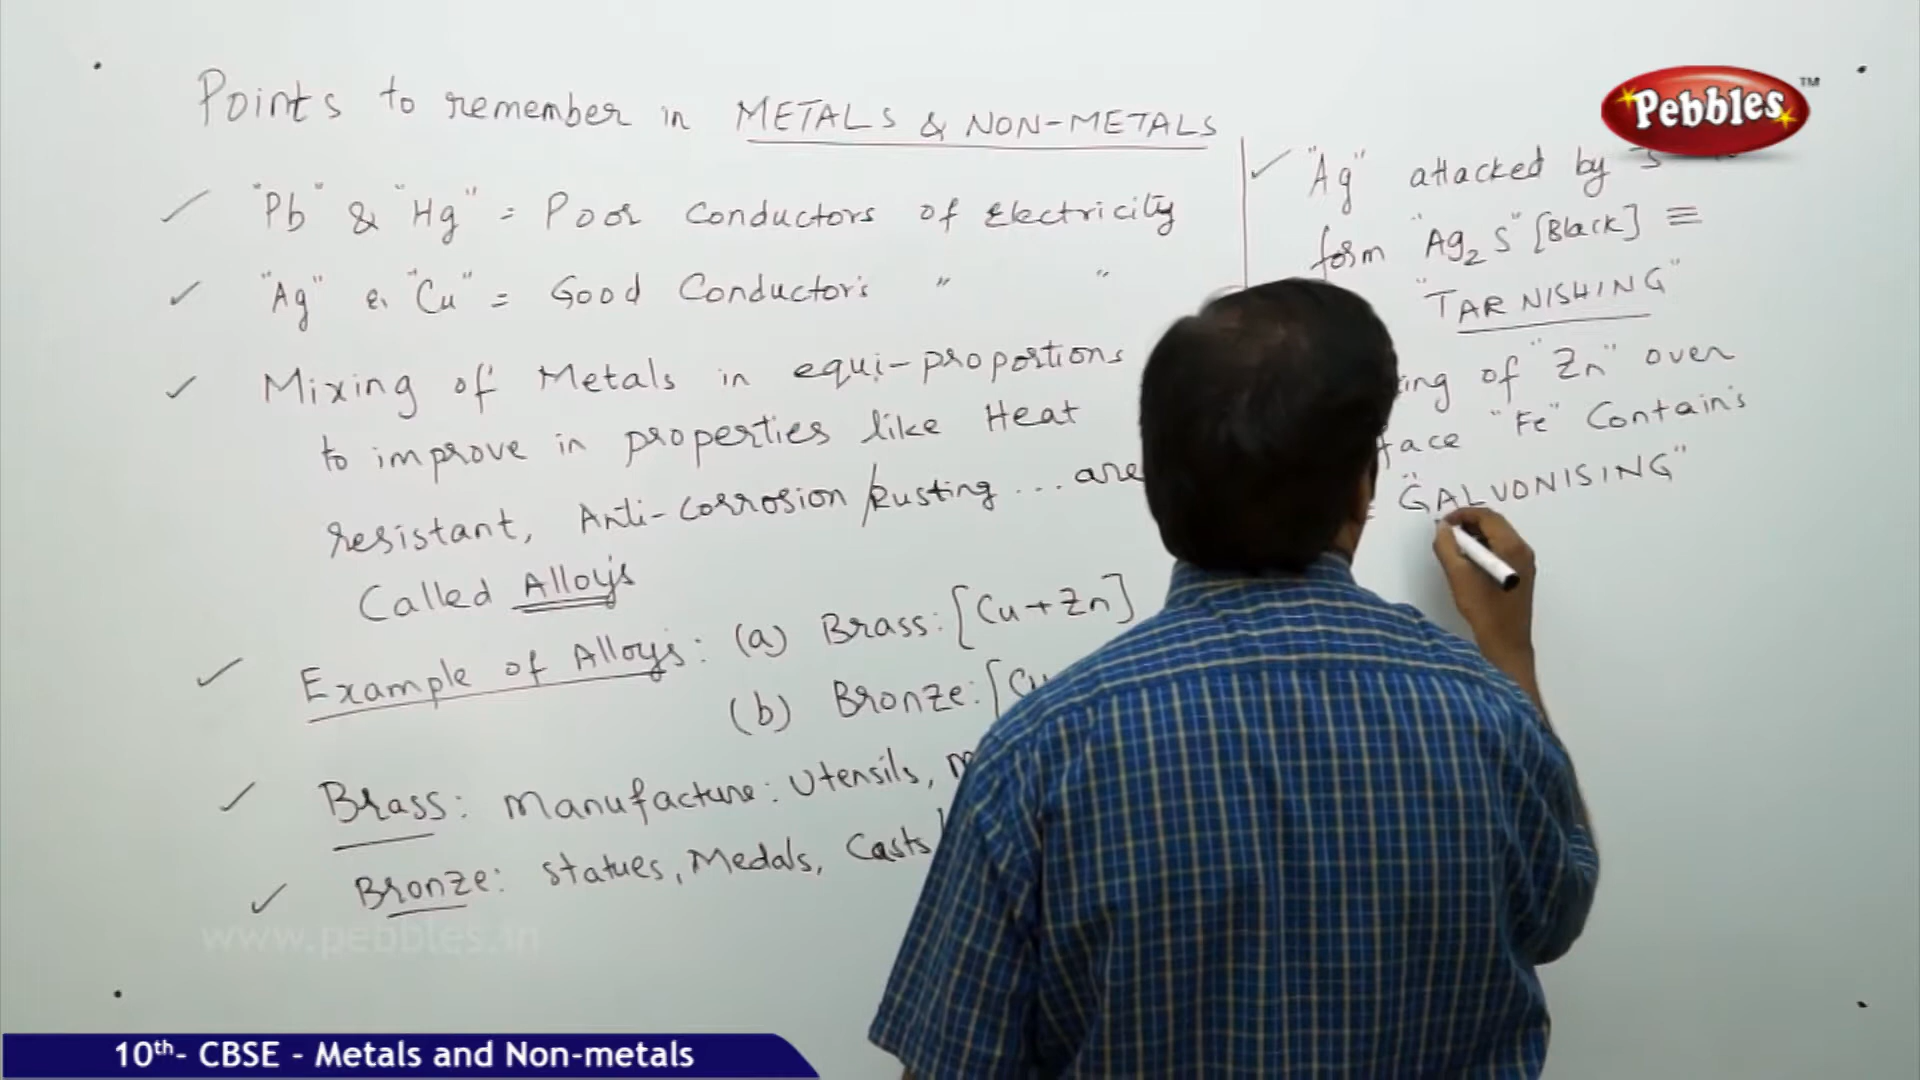 Points to remember in METALS & NON-METALS
"Pb" & "Hg" = Poor Conductors of Electricity
"Ag" & "Cu" = Good Conductors " "
Mixing of Metals in equi-proportions
to improve in properties like Heat
resistant, Anti-corrosion/Rusting ... are
Called Alloys
Example of Alloys: (a) Brass: [Cu+Zn]
(b) Bronze: [Cu
Brass: Manufacture: Utensils,
Bronze: Statues, Medals, Casts
"Ag" attacked by
form "Ag2S" [Black] ≡
"TARNISHING"
of "Zn" over
"Fe" Contains
"GALVONISING"
Pebbles TM
www.pebbles.in
10th- CBSE - Metals and Non-metals